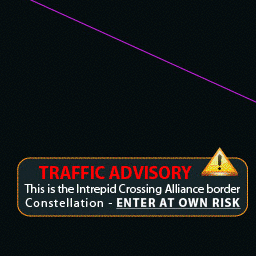 TRAFFIC ADVISORY
This is the Intrepid Crossing Alliance border
Constellation - ENTER AT OWN RISK